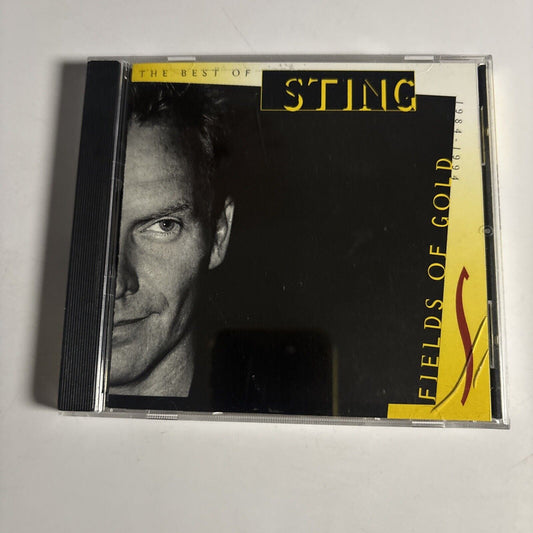 THE BEST OF
STING
1984-1994
FIELDS OF GOLD